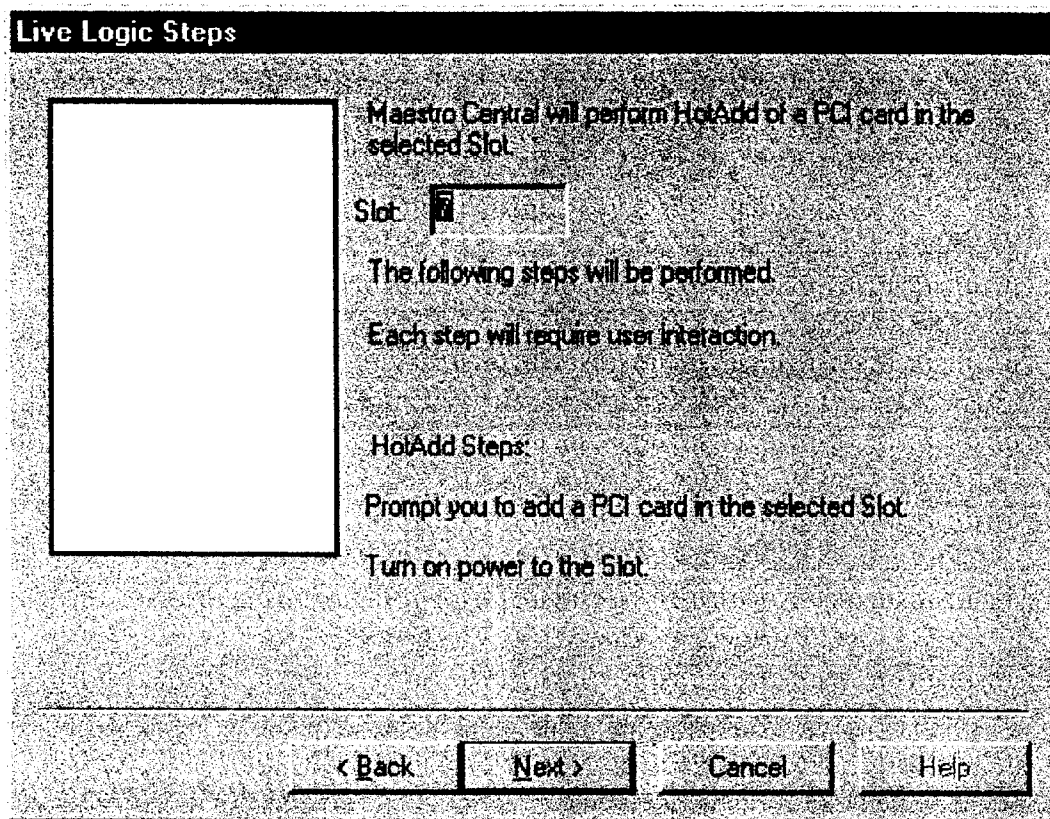 Live Logic Steps
Maestro Central will perform HotAdd of a PCI card in the
selected Slot.
Slot:
The following steps will be performed.
Each step will require user interaction.
HotAdd Steps:
Prompt you to add a PCI card in the selected Slot.
Turn on power to the Slot.
< Back Next > Cancel Help